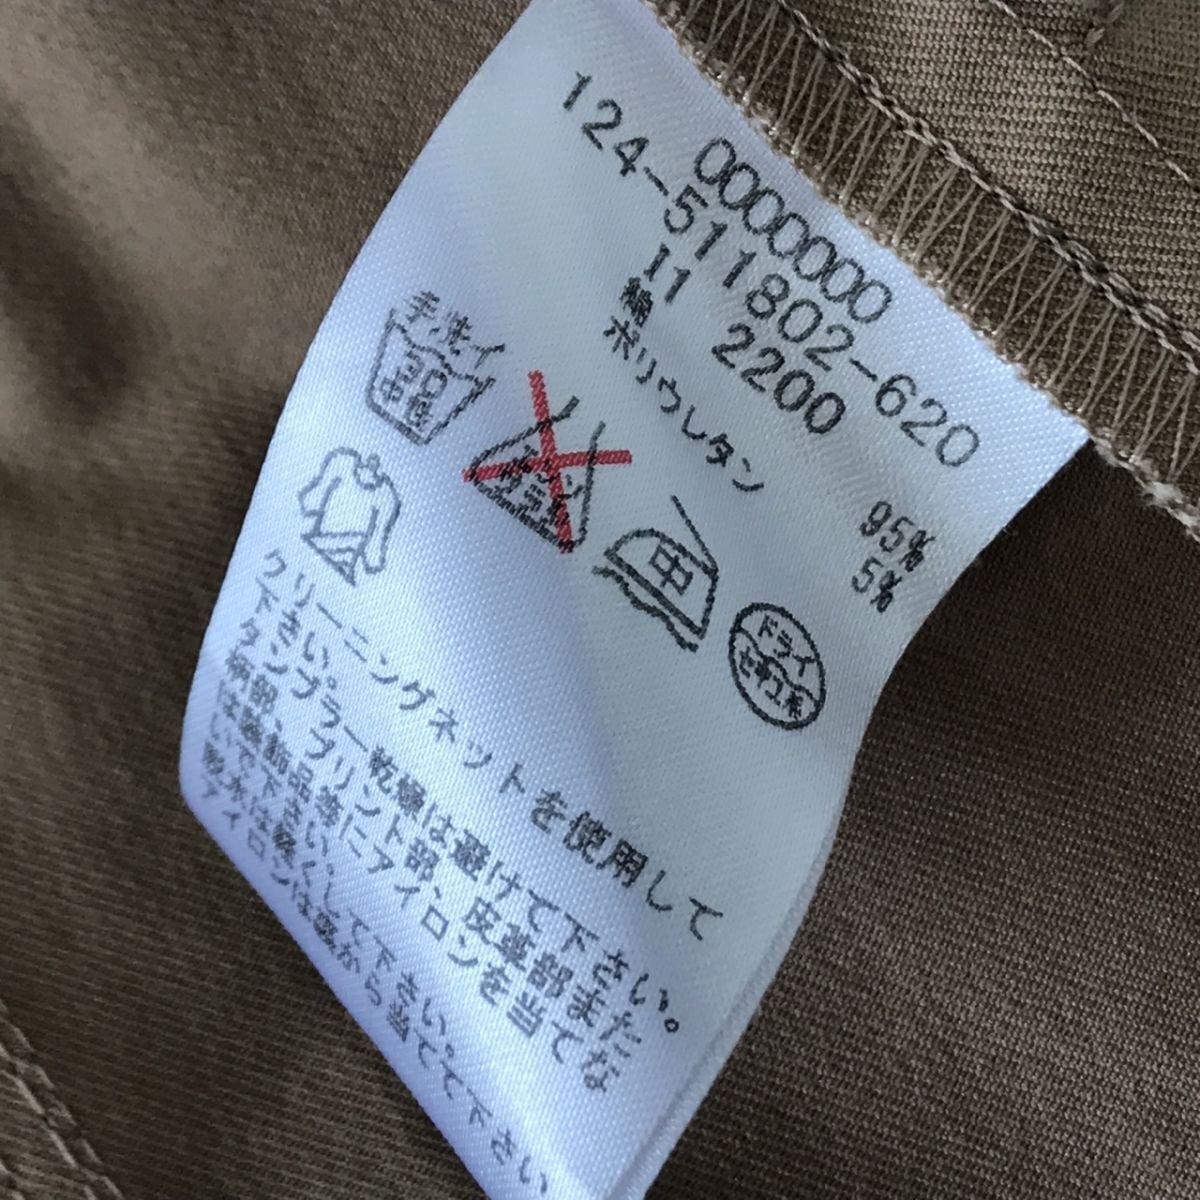 0000000
124-511802-620
11 2200
綿 95%
ポリウレタン 5%
手洗イ
30
中
ドライ
セキユ系
クリーニングネットを使用して
下さい。
タンブラー乾燥は避けて下さい。
柄部、プリント部、皮革部また
は装飾品等にアイロンを当てな
いで下さい。
脱水は軽くして下さい。
アイロンは裏から当てて下さい